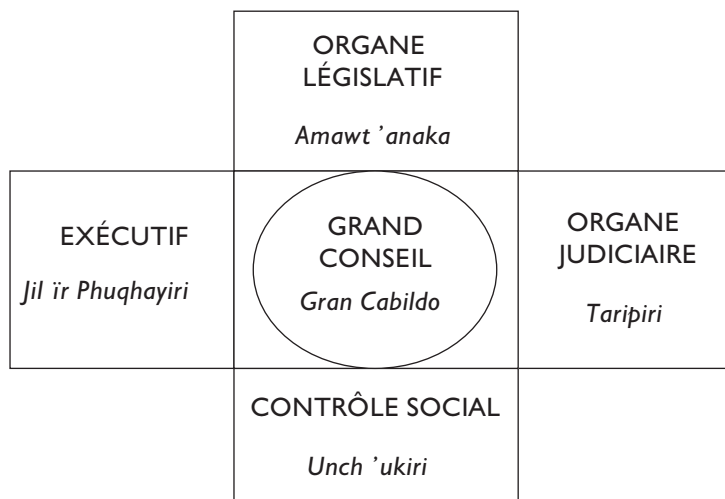 ORGANE
LÉGISLATIF
Amawt ’anaka
EXÉCUTIF
Jil ïr Phuqhayiri
GRAND
CONSEIL
Gran Cabildo
ORGANE
JUDICIAIRE
Taripiri
CONTRÔLE SOCIAL
Unch ’ukiri